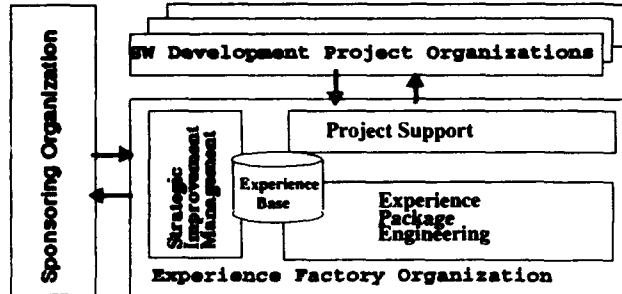 SW Development Project Organizations
Sponsoring Organization
Project Support
Strategic
Improvement
Management
Experience
Base
Experience
Package
Engineering
Experience Factory Organization